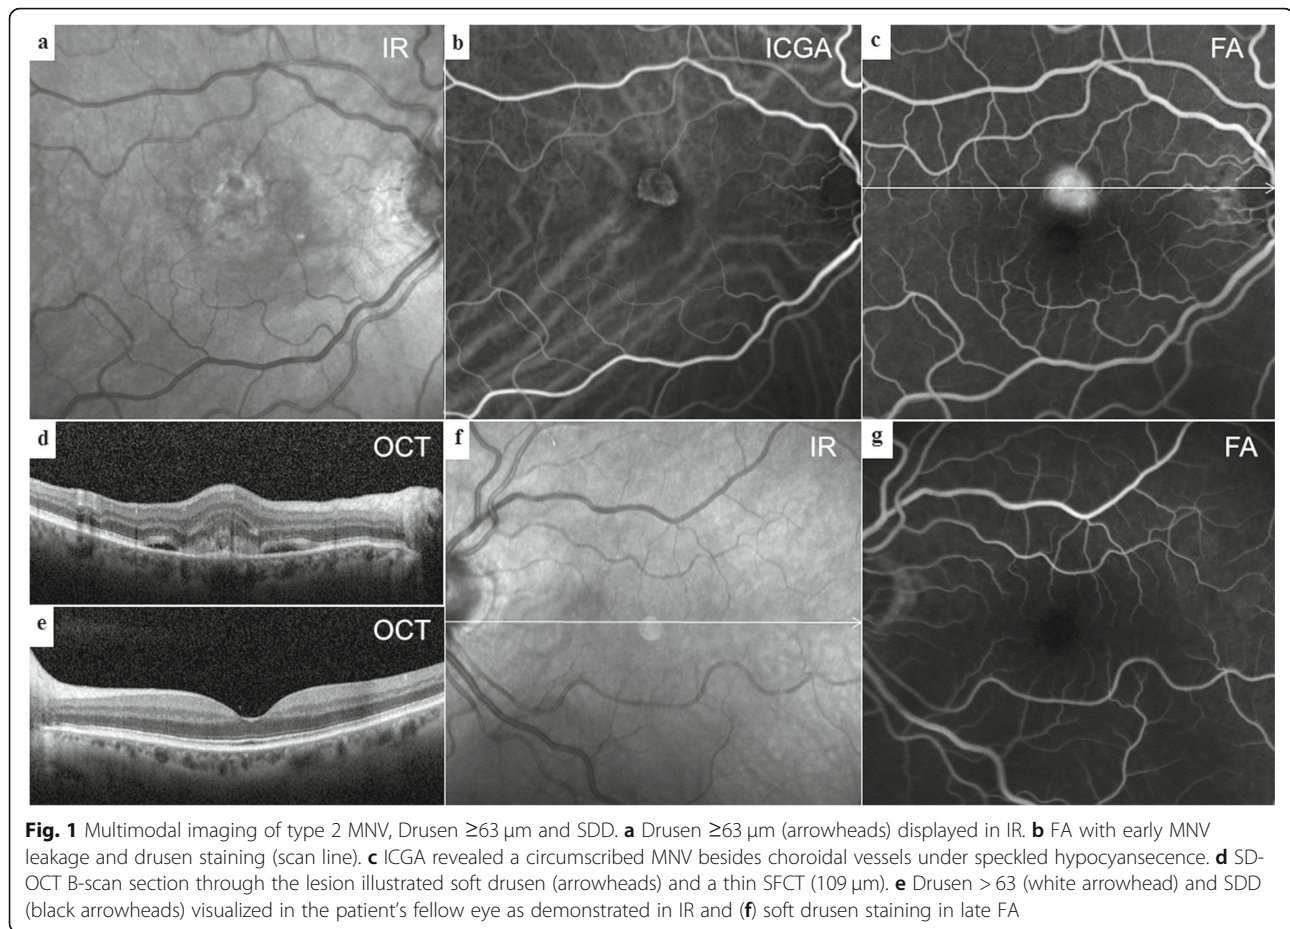 a IR
b ICGA
c FA
d OCT
e OCT
f IR
g FA
Fig. 1 Multimodal imaging of type 2 MNV, Drusen ≥63 μm and SDD. a Drusen ≥63 μm (arrowheads) displayed in IR. b FA with early MNV
leakage and drusen staining (scan line). c ICGA revealed a circumscribed MNV besides choroidal vessels under speckled hypocyansecence. d SD-
OCT B-scan section through the lesion illustrated soft drusen (arrowheads) and a thin SFCT (109 μm). e Drusen > 63 (white arrowhead) and SDD
(black arrowheads) visualized in the patient's fellow eye as demonstrated in IR and (f) soft drusen staining in late FA